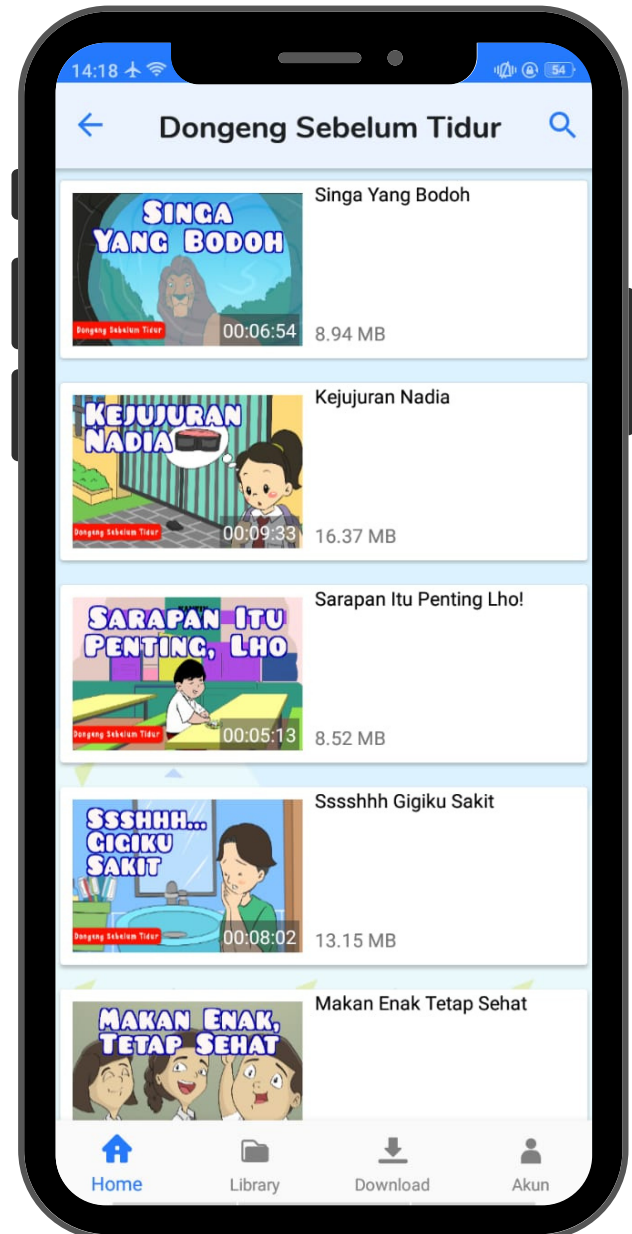 14:18
54
Dongeng Sebelum Tidur
SINGA
YANG BODOH
Dongeng Sebelum Tidur
00:06:54
Singa Yang Bodoh
8.94 MB
KEJUJURAN
NADIA
Dongeng Sebelum Tidur
00:09:33
Kejujuran Nadia
16.37 MB
SARAPAN ITU
PENTING, LHO
Dongeng Sebelum Tidur
00:05:13
Sarapan Itu Penting Lho!
8.52 MB
SSSHHH...
GIGIKU
SAKIT
Dongeng Sebelum Tidur
00:08:02
Sssshhh Gigiku Sakit
13.15 MB
MAKAN ENAK,
TETAP SEHAT
Makan Enak Tetap Sehat
Home
Library
Download
Akun